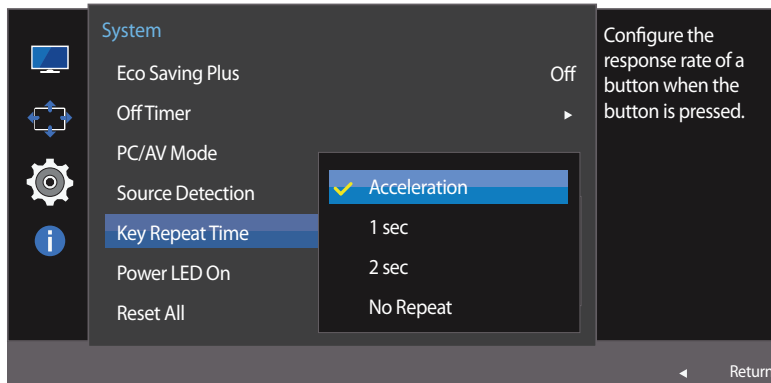 System
Eco Saving Plus
Off
Off Timer
PC/AV Mode
Source Detection
Key Repeat Time
Power LED On
Reset All
Acceleration
1 sec
2 sec
No Repeat
Configure the
response rate of a
button when the
button is pressed.
Return